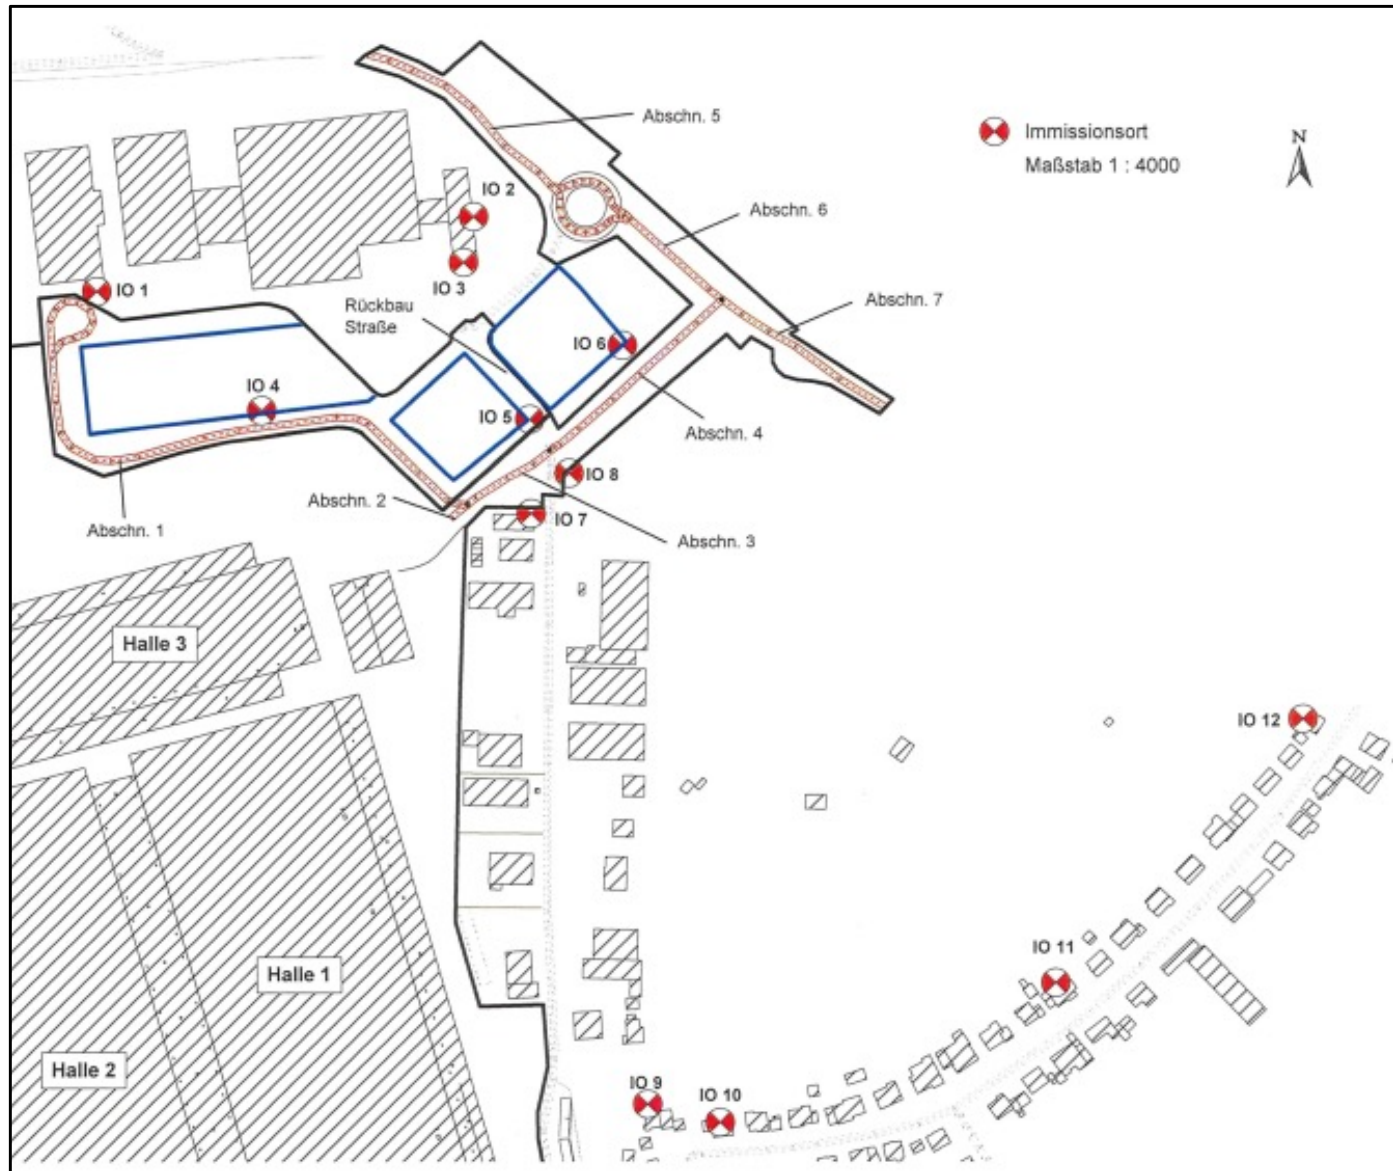 Abschn. 5
Immissionsort
Maßstab 1 : 4000
N
IO 2
Abschn. 6
IO 3
IO 1
Rückbau
Straße
Abschn. 7
IO 6
IO 4
IO 5
Abschn. 4
IO 8
Abschn. 2
IO 7
Abschn. 1
Abschn. 3
Halle 3
IO 12
IO 11
Halle 1
Halle 2
IO 9
IO 10